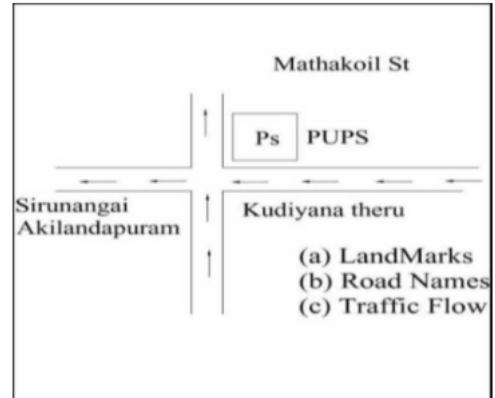 Mathakoil St
Ps PUPS
Sirunangai
Akilandapuram
Kudiyana theru
(a) LandMarks
(b) Road Names
(c) Traffic Flow